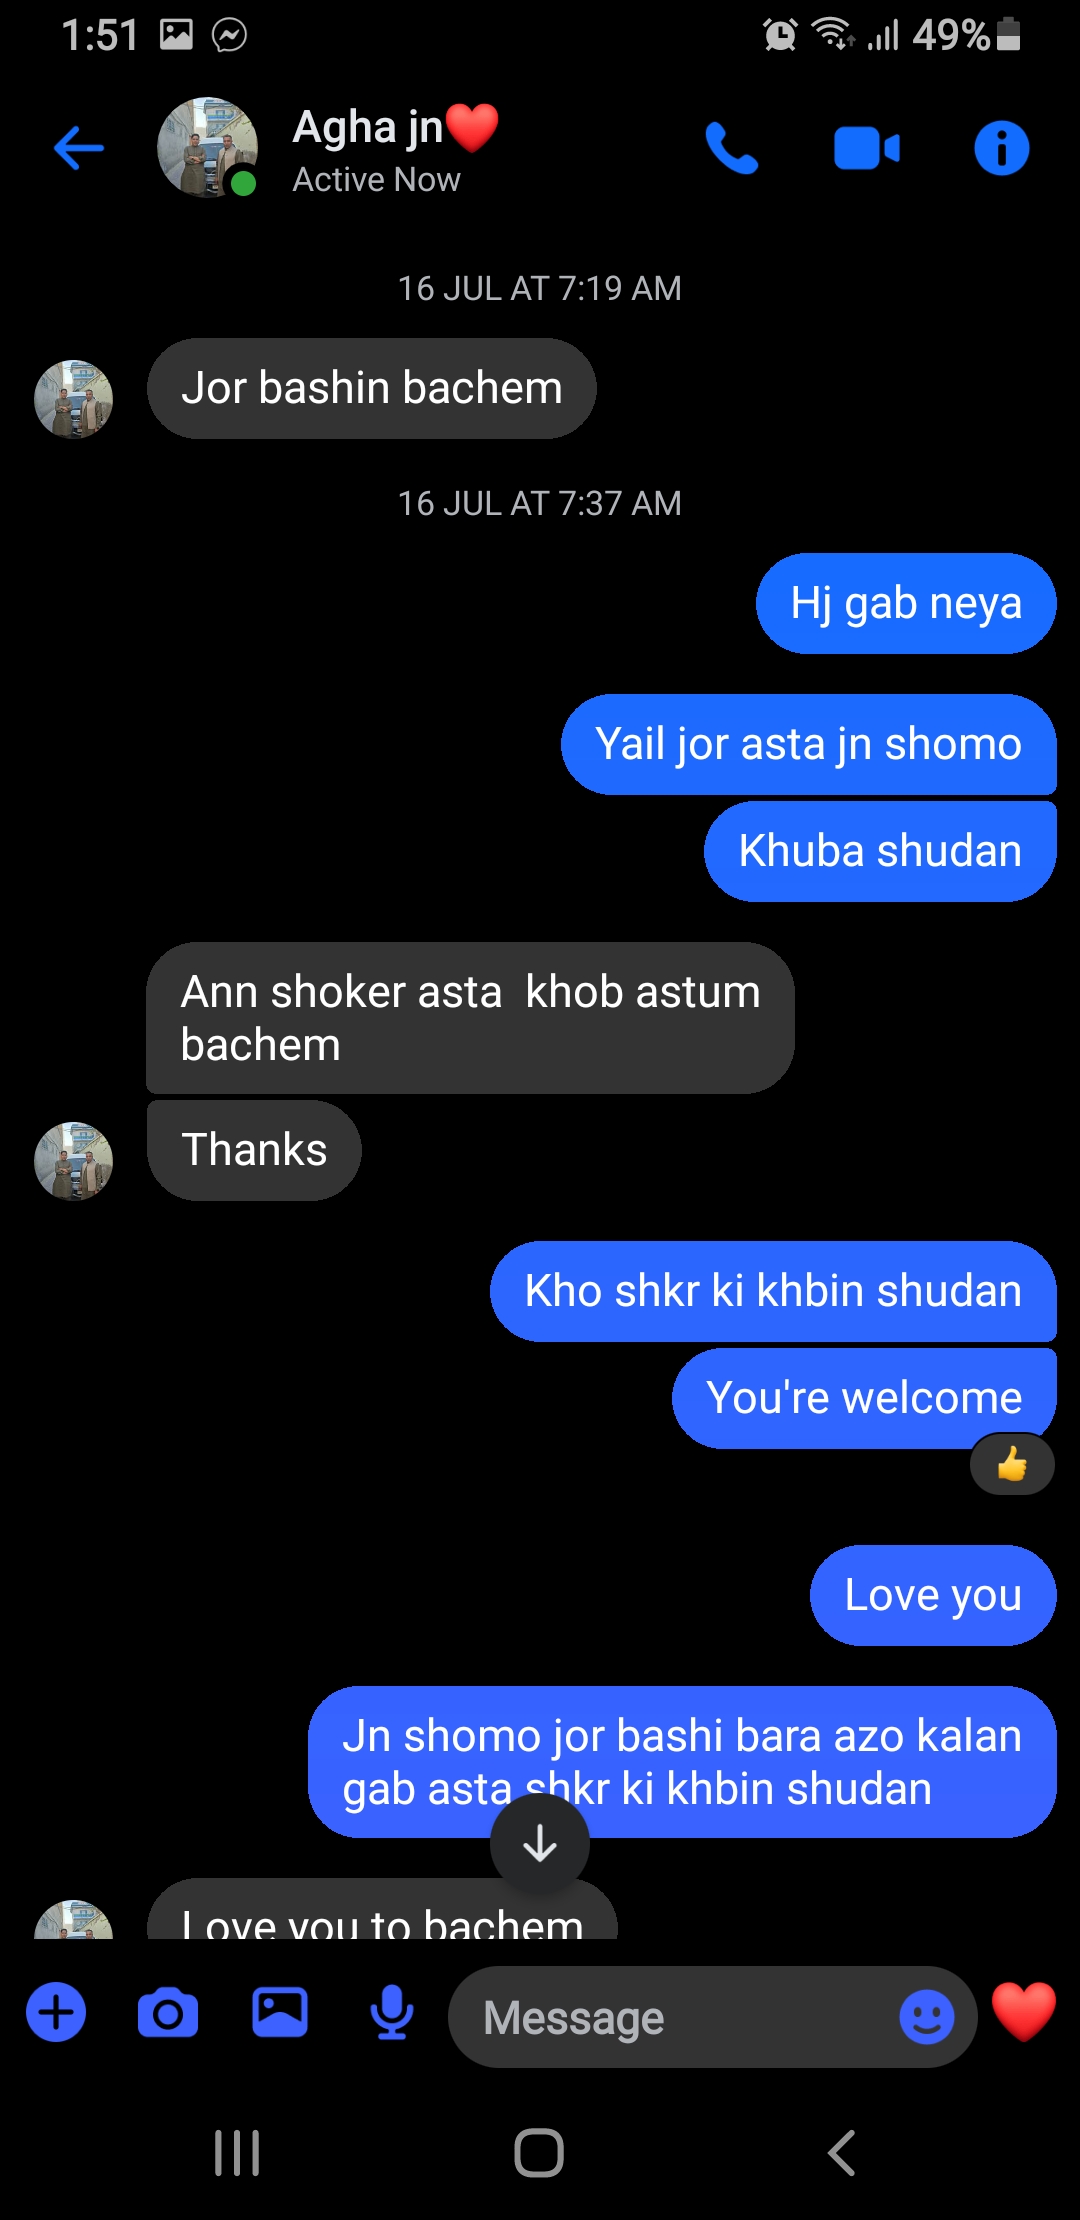 1:51
49%
Agha jn❤️
Active Now
16 JUL AT 7:19 AM
Jor bashin bachem
16 JUL AT 7:37 AM
Hj gab neya
Yail jor asta jn shomo
Khuba shudan
Ann shoker asta  khob astum
bachem
Thanks
Kho shkr ki khbin shudan
You're welcome
👍
Love you
Jn shomo jor bashi bara azo kalan
gab asta shkr ki khbin shudan
Love you to bachem
Message